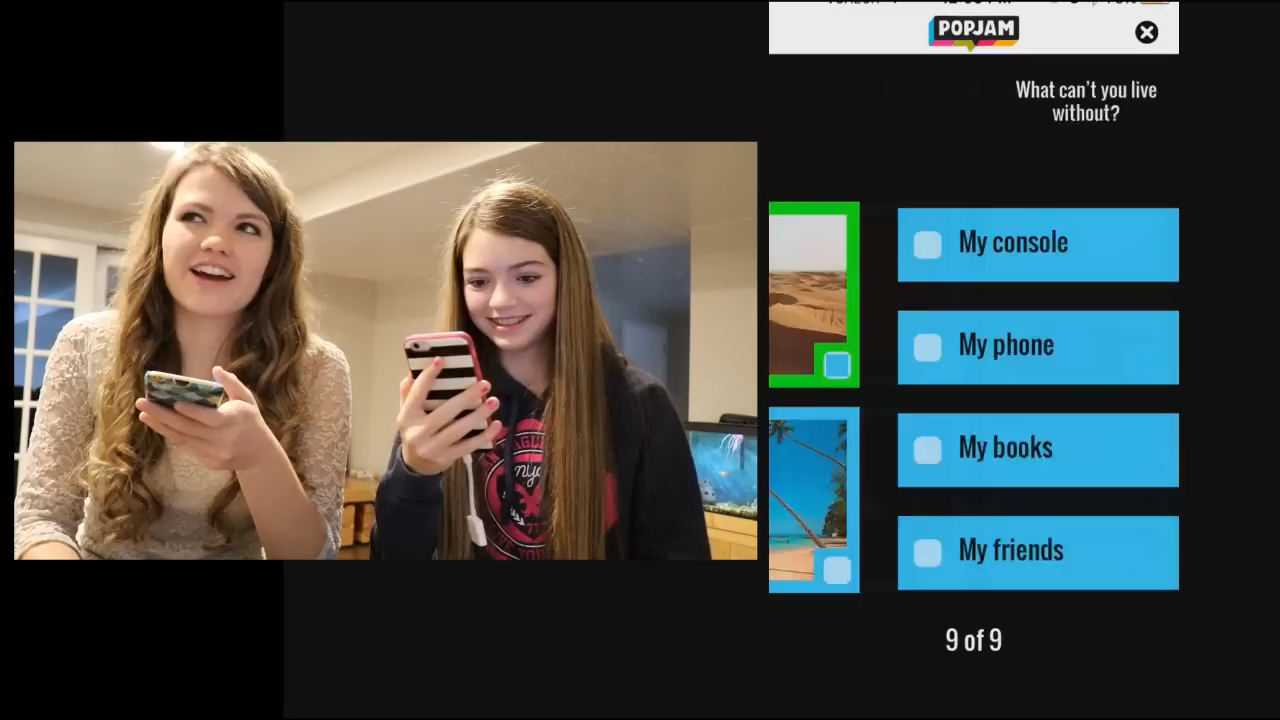 POPJAM
What can't you live
without?
My console
My phone
My books
My friends
9 of 9